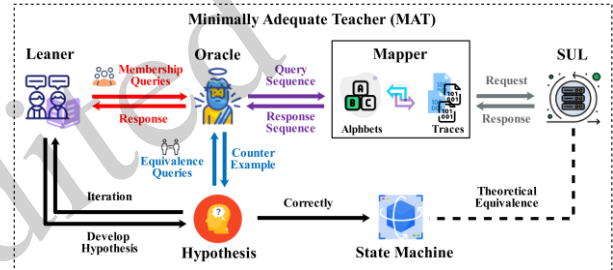 Minimally Adequate Teacher (MAT)
Leaner
Oracle
Mapper
SUL
Membership
Queries
Response
Query
Sequence
Response
Sequence
A
B C
Alphbets
Traces
Request
Response
Equivalence
Queries
Counter
Example
Iteration
Develop
Hypothesis
Hypothesis
Correctly
State Machine
Theoretical
Equivalence